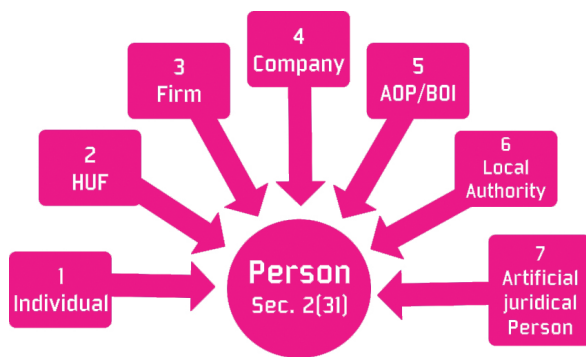 1
Individual
2
HUF
3
Firm
4
Company
5
AOP/BOI
6
Local
Authority
7
Artificial
juridical
Person
Person
Sec. 2(31)